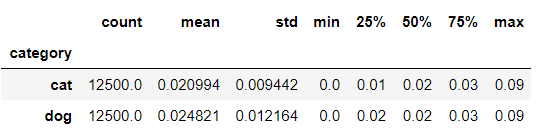 count mean std min 25% 50% 75% max
category
cat 12500.0 0.020994 0.009442 0.0 0.01 0.02 0.03 0.09
dog 12500.0 0.024821 0.012164 0.0 0.02 0.02 0.03 0.09